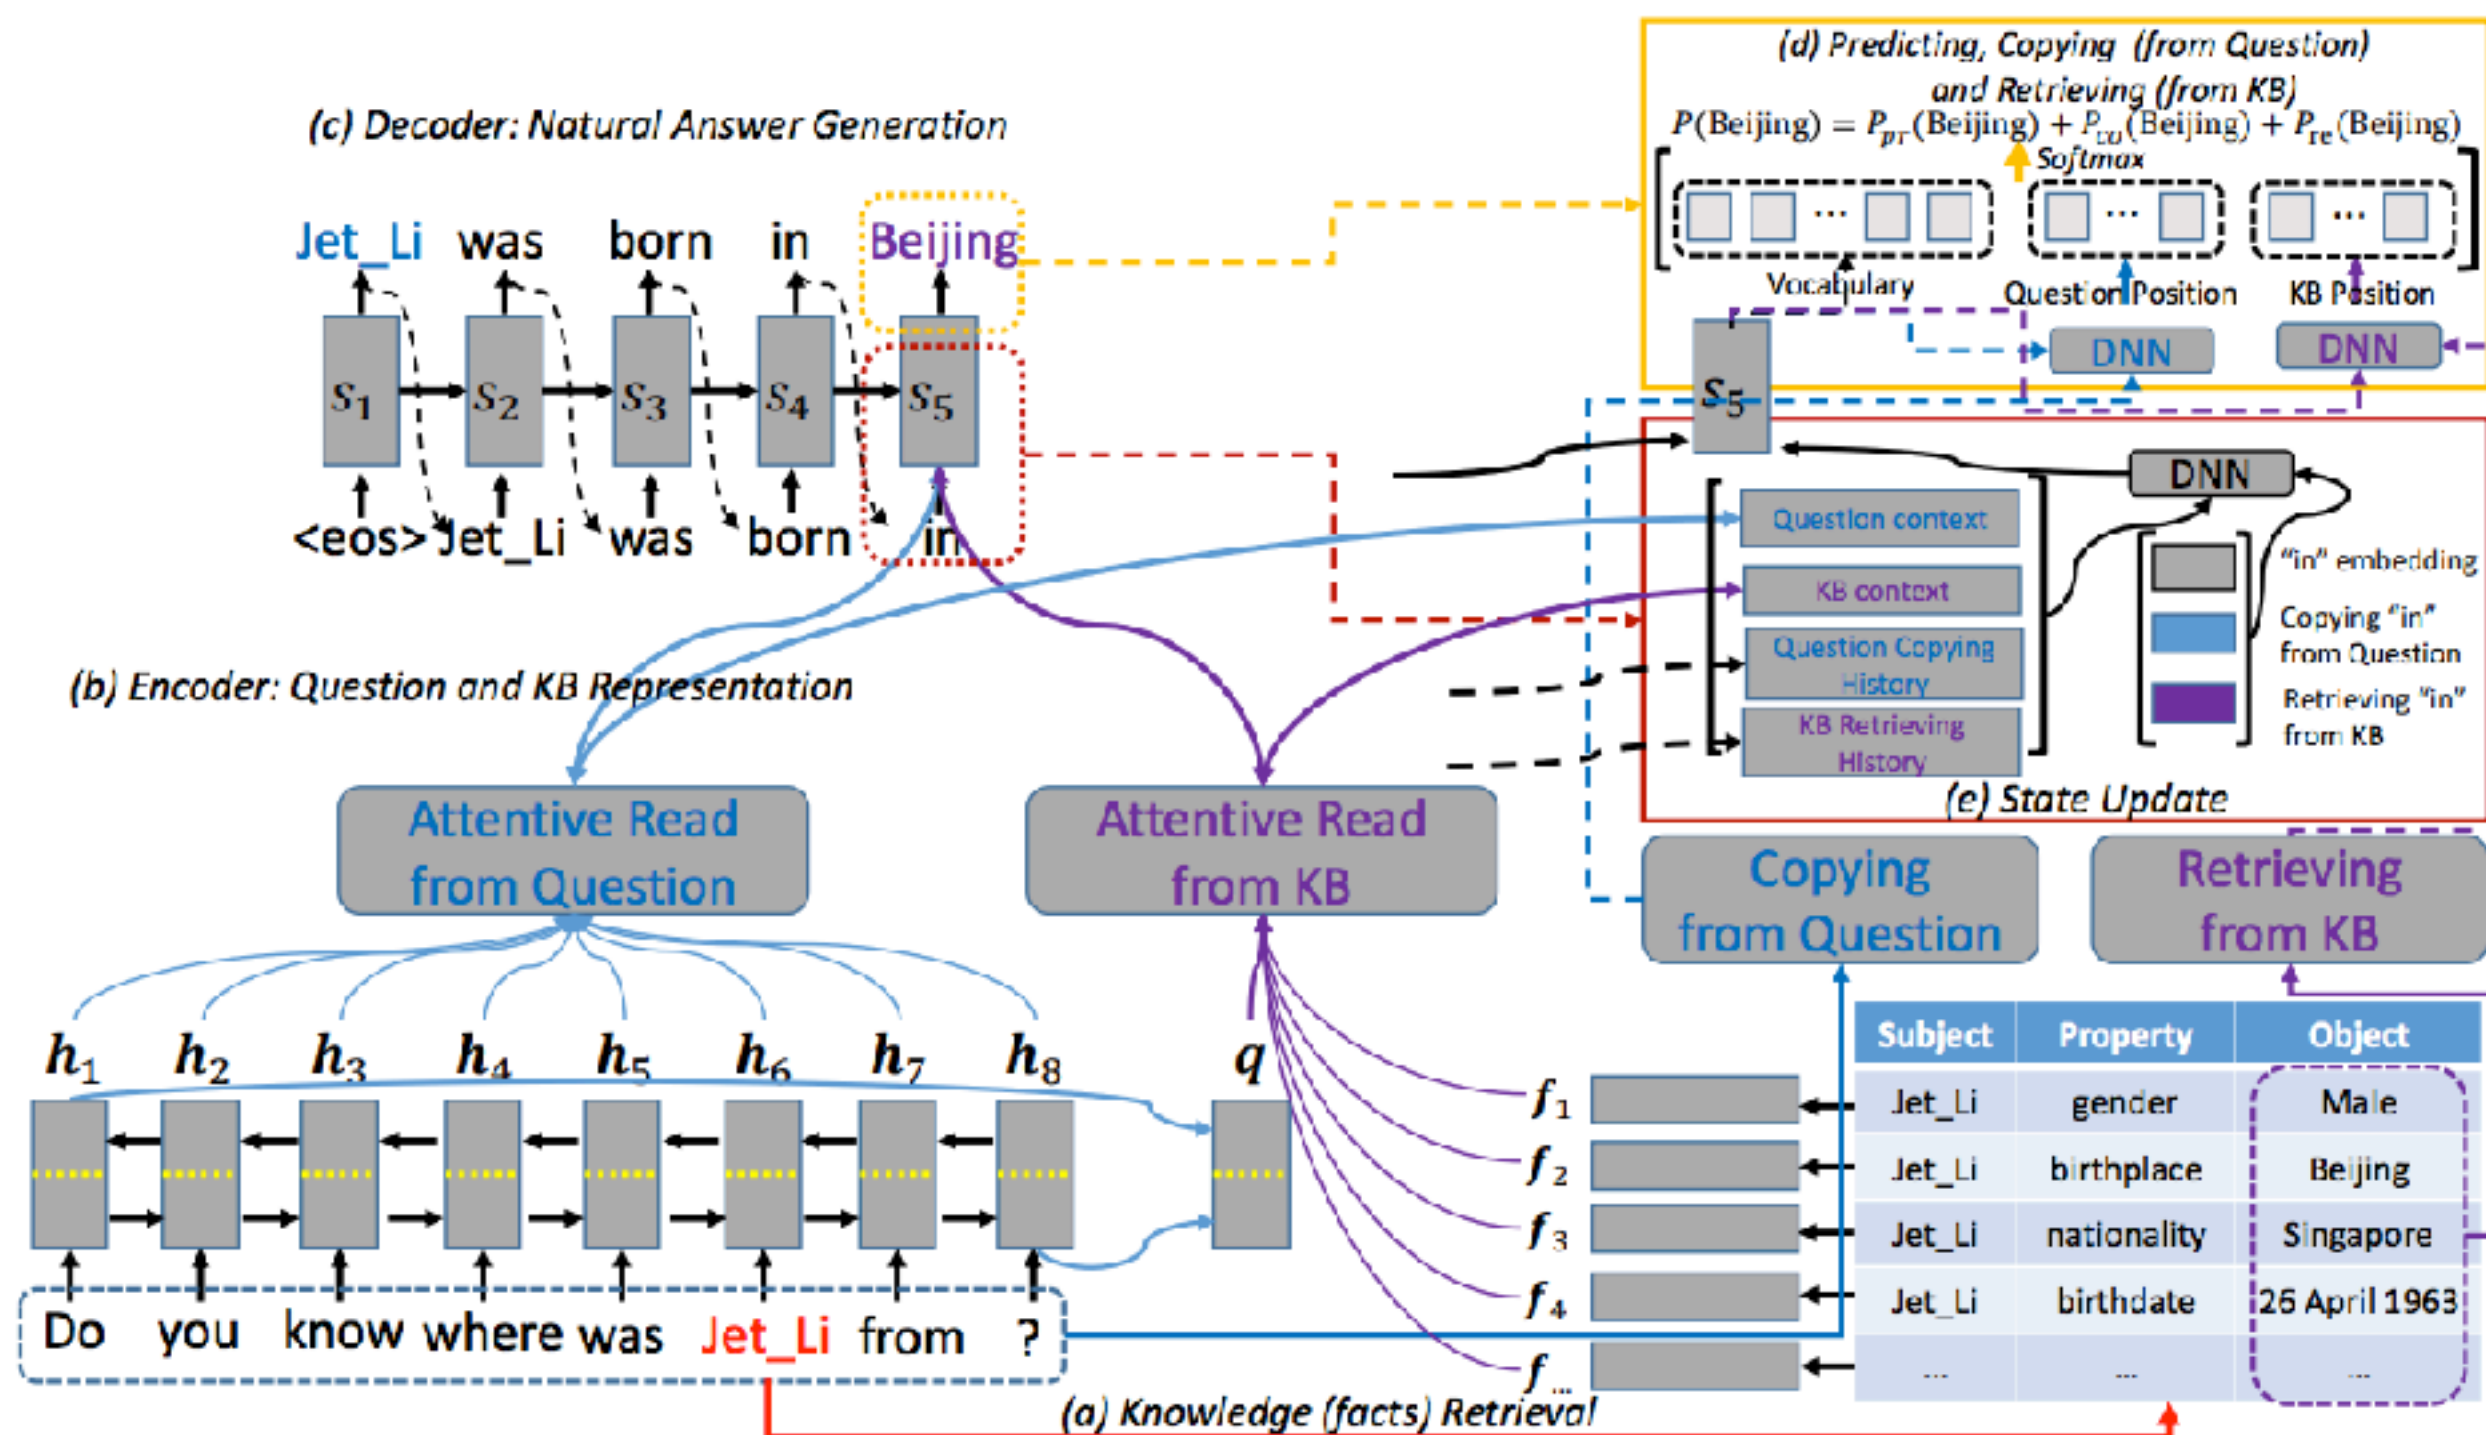 (d) Predicting, Copying (from Question)
and Retrieving (from KB)
P(Beijing) = P_pr(Beijing) + P_co(Beijing) + P_re(Beijing)
Softmax
... ... ...
Vocabulary Question Position KB Position
DNN DNN
S5
(c) Decoder: Natural Answer Generation
Jet_Li was born in Beijing
S1 S2 S3 S4 S5
<eos> Jet_Li was born in
DNN
Question context
KB context
Question Copying
History
KB Retrieving
History
"in" embedding
Copying "in"
from Question
Retrieving "in"
from KB
(e) State Update
(b) Encoder: Question and KB Representation
Attentive Read
from Question
Attentive Read
from KB
Copying
from Question
Retrieving
from KB
h1 h2 h3 h4 h5 h6 h7 h8 q
Do you know where was Jet_Li from ?
Subject Property Object
f1 Jet_Li gender Male
f2 Jet_Li birthplace Beijing
f3 Jet_Li nationality Singapore
f4 Jet_Li birthdate 26 April 1963
f... ... ... ...
(a) Knowledge (facts) Retrieval